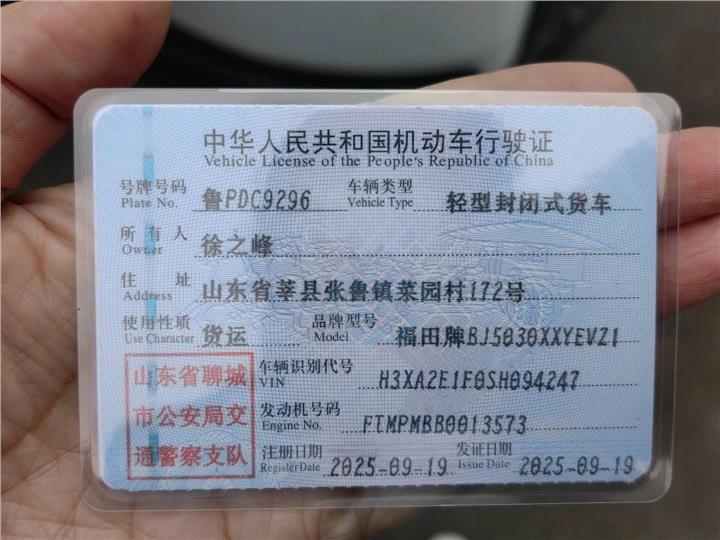 中华人民共和国机动车行驶证
Vehicle License of the People's Republic of China
号牌号码 鲁PDC9296 车辆类型 轻型封闭式货车
Plate No. Vehicle Type
所有人 徐之峰
Owner
住址 山东省莘县张鲁镇菜园村172号
Address
使用性质 货运 品牌型号 福田牌BJ5030XXYEVZ1
Use Character Model
山东省聊城 车辆识别代号 H3XA2E1F0SH094247
VIN
市公安局交 发动机号码 FTMPMBB0013573
Engine No.
通警察支队 注册日期 2025-09-19 发证日期 2025-09-19
Register Date Issue Date